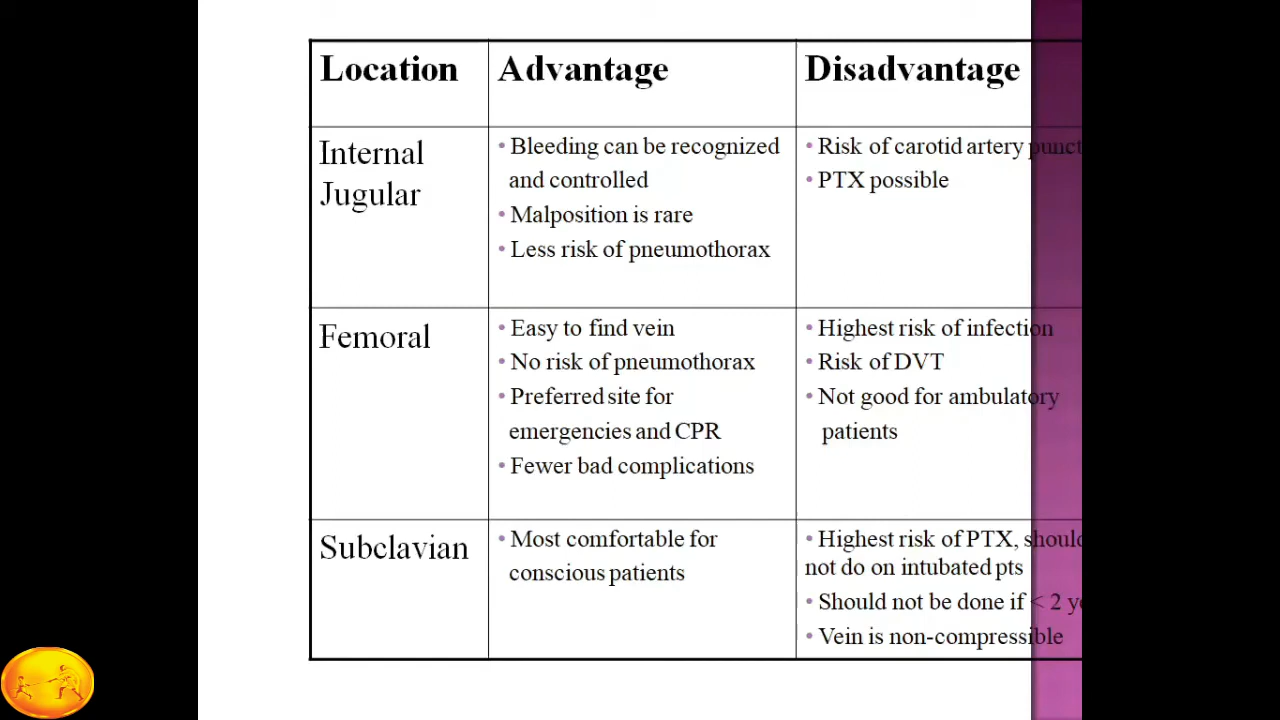 Location Advantage Disadvantage
Internal
Jugular
• Bleeding can be recognized
and controlled
• Malposition is rare
• Less risk of pneumothorax
• Risk of carotid artery
• PTX possible
Femoral
• Easy to find vein
• No risk of pneumothorax
• Preferred site for
emergencies and CPR
• Fewer bad complications
• Highest risk of infection
• Risk of DVT
• Not good for ambulatory
patients
Subclavian
• Most comfortable for
conscious patients
• Highest risk of PTX,
not do on intubated pts
• Should not be done if < 2
• Vein is non-compressible